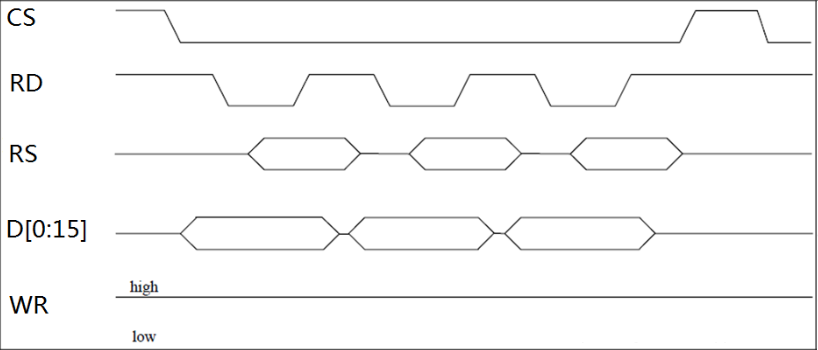 CS
RD
RS
D[0:15]
high
WR
low